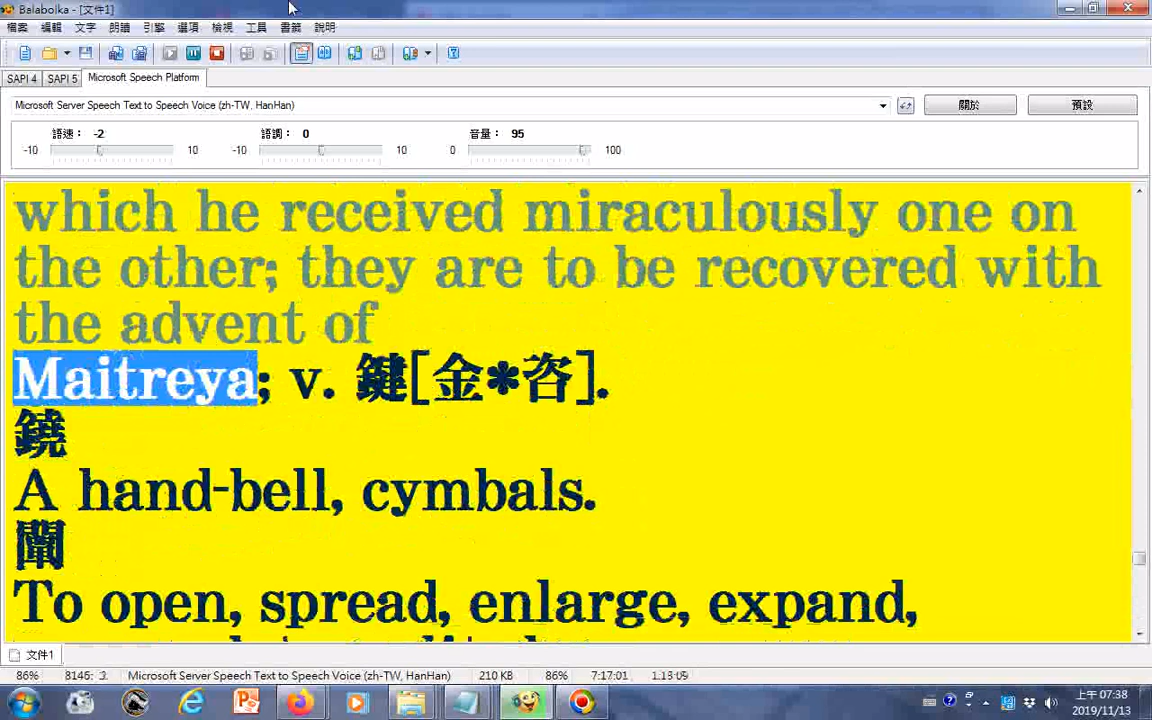 Balabolka - [文件1]
檔案 編輯 文字 朗讀 引擎 選項 檢視 工具 書籤 說明
SAPI 4 SAPI 5 Microsoft Speech Platform
Microsoft Server Speech Text to Speech Voice (zh-TW, HanHan) 關於 預設
語速： -2 語調： 0 音量： 95
-10 10 -10 10 0 100
which he received miraculously one on
the other; they are to be recovered with
the advent of
Maitreya; v. 鍵[金*咨].
鐃
A hand-bell, cymbals.
闡
To open, spread, enlarge, expand,
文件1
86% Microsoft Server Speech Text to Speech Voice (zh-TW, HanHan) 210 KB 86% 7:17:01
上午 07:38
2019/11/13